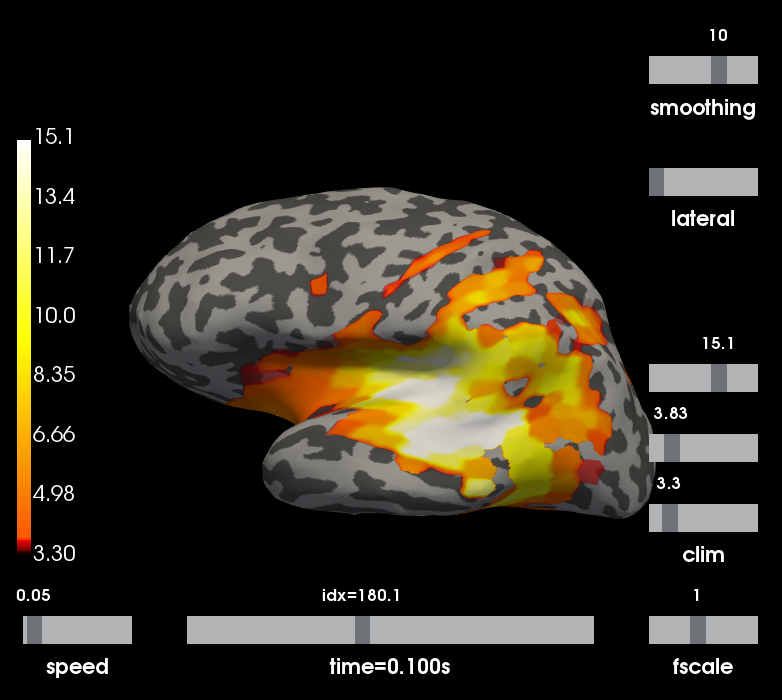 10
smoothing
lateral
15.1
13.4
11.7
10.0
8.35
6.66
4.98
3.30
15.1
3.83
3.3
clim
0.05
speed
idx=180.1
time=0.100s
1
fscale